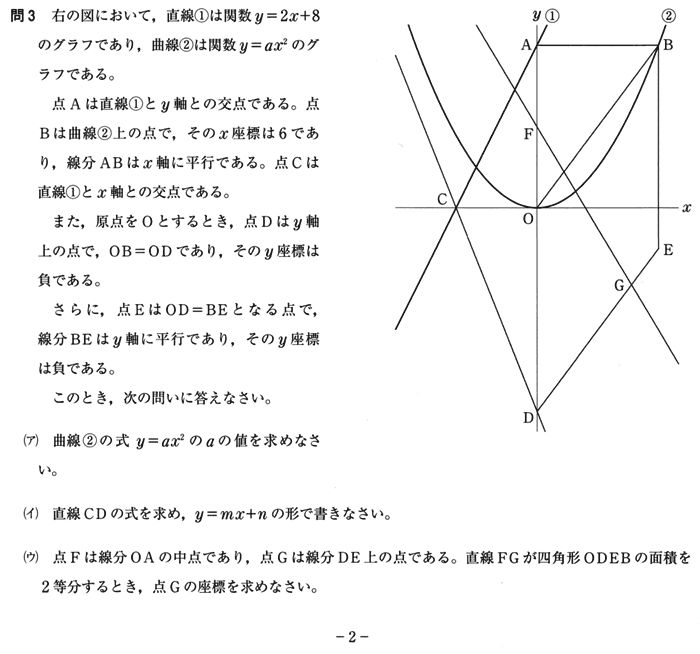 問3 右の図において，直線①は関数 y=2x+8
のグラフであり，曲線②は関数 y=ax² のグ
ラフである。
点Aは直線①と y 軸との交点である。点
Bは曲線②上の点で，その x 座標は6であ
り，線分ABは x 軸に平行である。点Cは
直線①と x 軸との交点である。
また，原点をOとするとき，点Dは y 軸
上の点で，OB=ODであり，その y 座標は
負である。
さらに，点EはOD=BEとなる点で，
線分BEは y 軸に平行であり，その y 座標
は負である。
このとき，次の問いに答えなさい。
y ① ②
A B
F
C x
O
E
G
D
(ア) 曲線②の式 y=ax² の a の値を求めなさ
い。
(イ) 直線CDの式を求め，y=mx+n の形で書きなさい。
(ウ) 点Fは線分OAの中点であり，点Gは線分DE上の点である。直線FGが四角形ODEBの面積を
2等分するとき，点Gの座標を求めなさい。
－2－